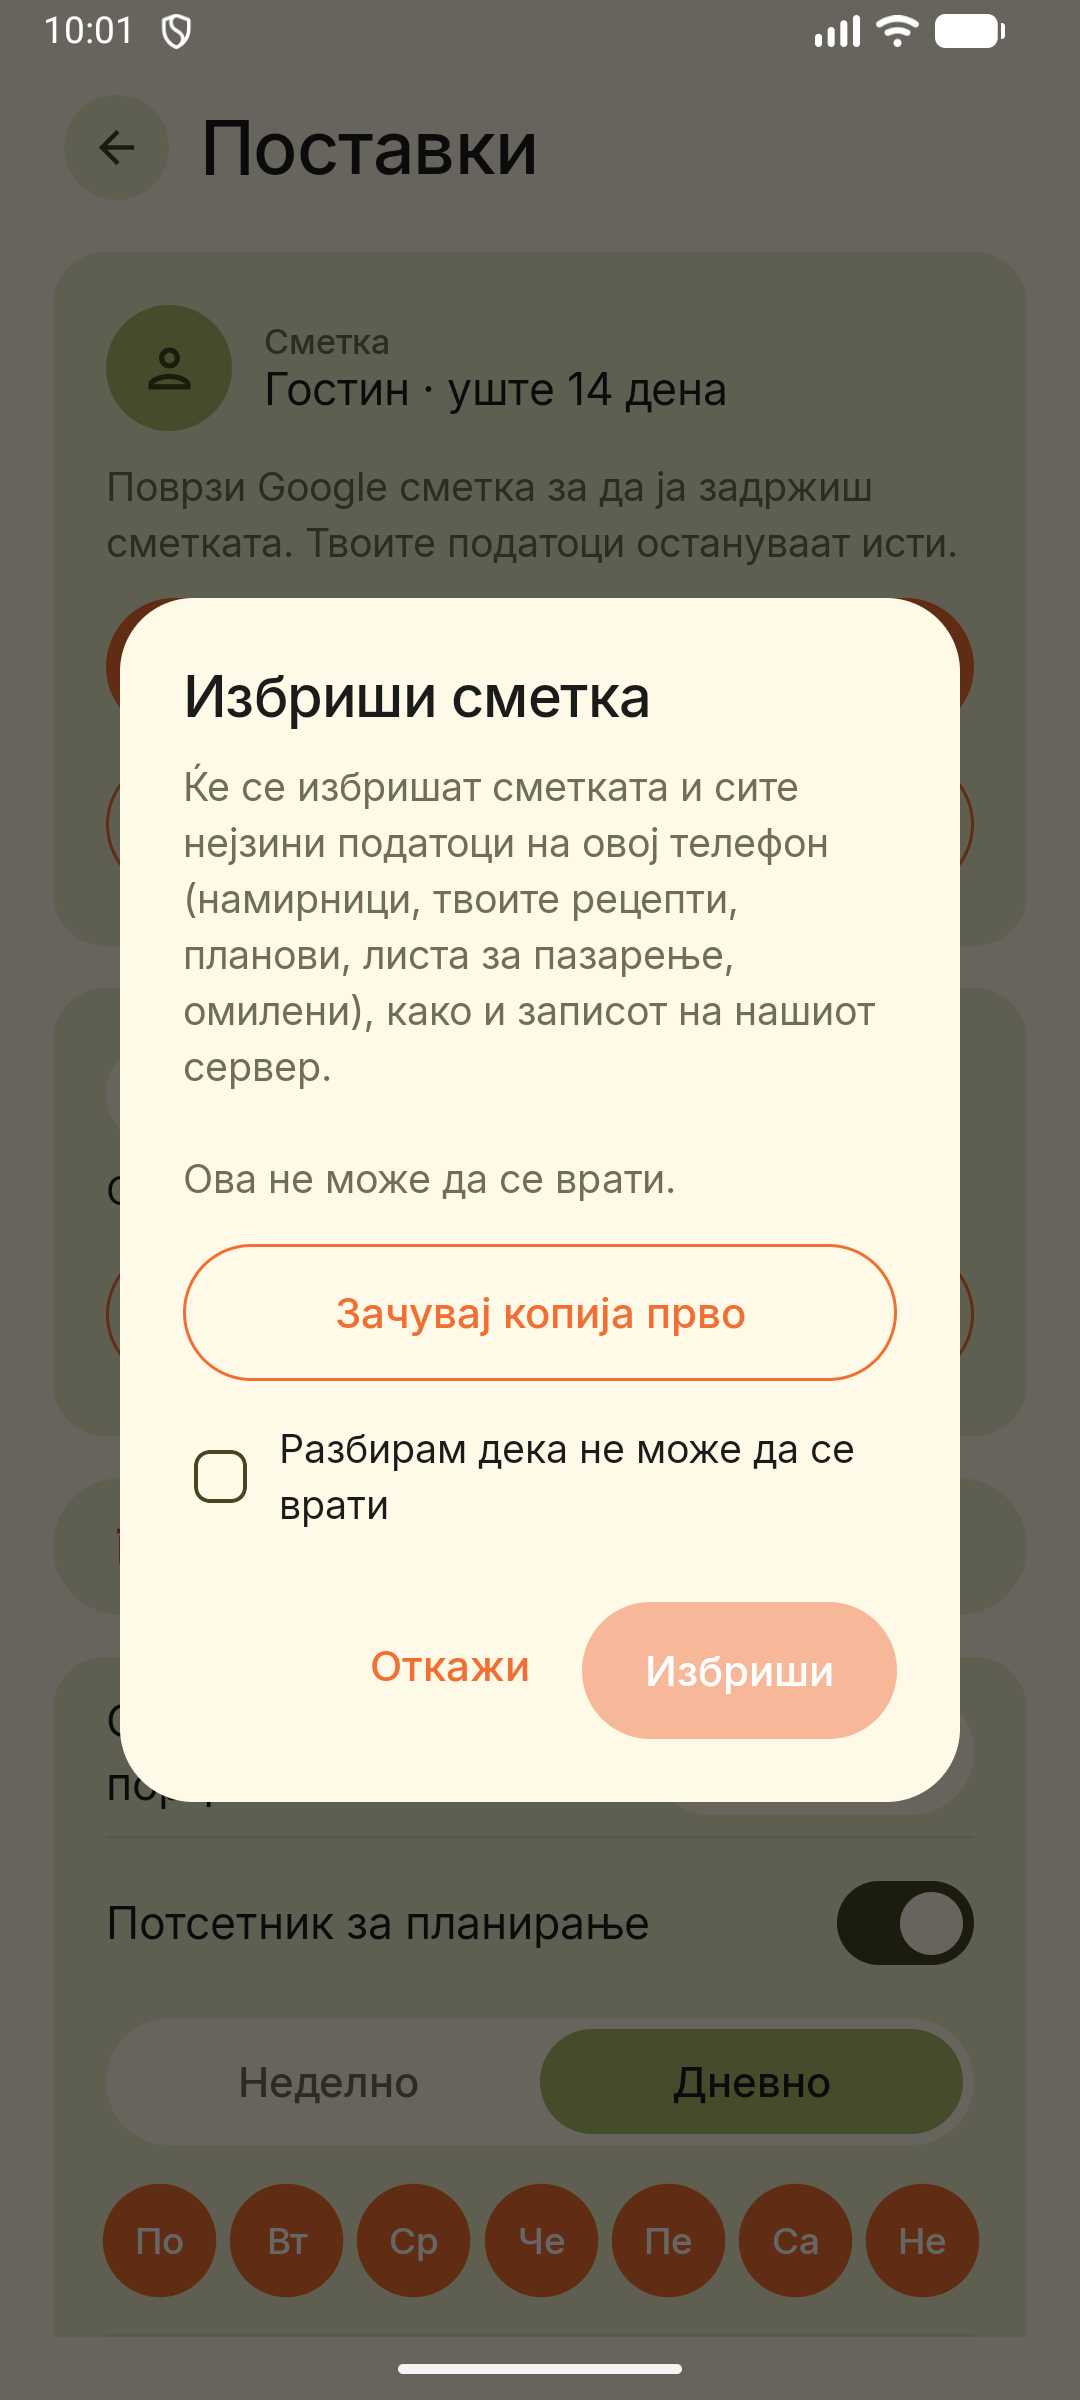 10:01
Поставки
Сметка
Гостин · уште 14 дена
Поврзи Google сметка за да ја задржиш
сметката. Твоите податоци остануваат исти.
Избриши сметка
Ќе се избришат сметката и сите
нејзини податоци на овој телефон
(намирници, твоите рецепти,
планови, листа за пазарење,
омилени), како и записот на нашиот
сервер.
Ова не може да се врати.
Зачувај копија прво
Разбирам дека не може да се
врати
Откажи
Избриши
Потсетник за планирање
Неделно
Дневно
По
Вт
Ср
Че
Пе
Са
Не